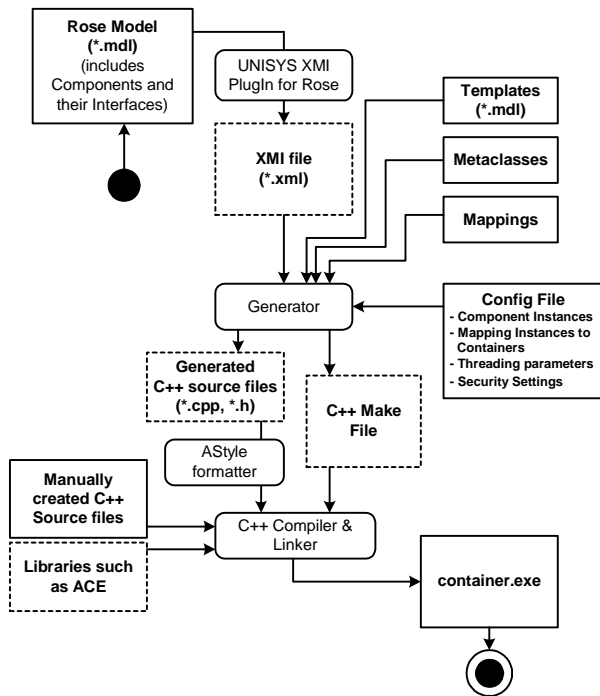 Rose Model
(*.mdl)
(includes
Components and
their Interfaces)
UNISYS XMI
PlugIn for Rose
Templates
(*.mdl)
XMI file
(*.xml)
Metaclasses
Mappings
Generator
Config File
- Component Instances
- Mapping Instances to
Containers
- Threading parameters
- Security Settings
Generated
C++ source files
(*.cpp, *.h)
C++ Make
File
AStyle
formatter
Manually
created C++
Source files
C++ Compiler &
Linker
Libraries such
as ACE
container.exe